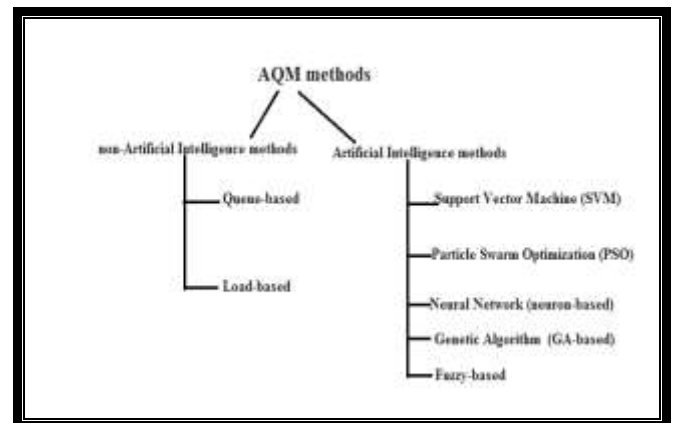 AQM methods
non-Artificial Intelligence methods
Artificial Intelligence methods
Queue-based
Load-based
Support Vector Machine (SVM)
Particle Swarm Optimization (PSO)
Neural Network (neuron-based)
Genetic Algorithm (GA-based)
Fuzzy-based